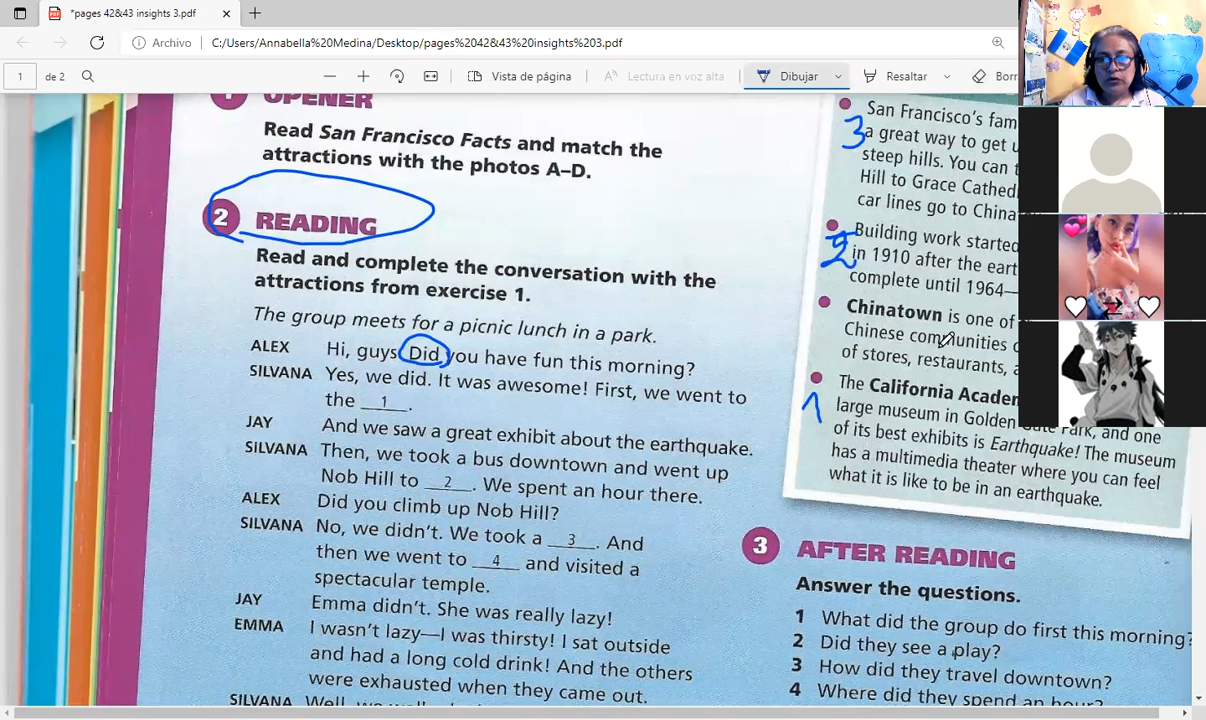 *pages 42&43 insights 3.pdf
Archivo
C:/Users/Annabella%20Medina/Desktop/pages%2042&43%20insights%203.pdf
1
de 2
Vista de página
Lectura en voz alta
Dibujar
Resaltar
Borr
1 OPENER
Read San Francisco Facts and match the
attractions with the photos A–D.
2 READING
Read and complete the conversation with the
attractions from exercise 1.
The group meets for a picnic lunch in a park.
ALEX Hi, guys Did you have fun this morning?
SILVANA Yes, we did. It was awesome! First, we went to
the 1 .
JAY And we saw a great exhibit about the earthquake.
SILVANA Then, we took a bus downtown and went up
Nob Hill to 2 . We spent an hour there.
ALEX Did you climb up Nob Hill?
SILVANA No, we didn't. We took a 3 . And
then we went to 4 and visited a
spectacular temple.
JAY Emma didn't. She was really lazy!
EMMA I wasn't lazy—I was thirsty! I sat outside
and had a long cold drink! And the others
were exhausted when they came out.
SILVANA Well, we
San Francisco's fam
3
a great way to get
steep hills. You can
Hill to Grace Cathed
car lines go to China
Building work started
2
in 1910 after the eart
complete until 1964—
Chinatown is one of
Chinese communities
of stores, restaurants,
The California Acade
1
large museum in Golden Gate Park, and one
of its best exhibits is Earthquake! The museum
has a multimedia theater where you can feel
what it is like to be in an earthquake.
3 AFTER READING
Answer the questions.
1 What did the group do first this morning?
2 Did they see a play?
3 How did they travel downtown?
4 Where did they spend an hour?